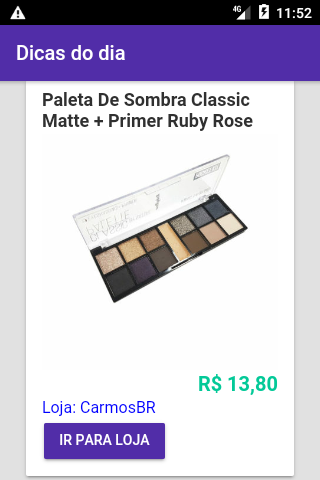 4G
11:52
Dicas do dia
Paleta De Sombra Classic
Matte + Primer Ruby Rose
PALETTE
R$ 13,80
Loja: CarmosBR
IR PARA LOJA